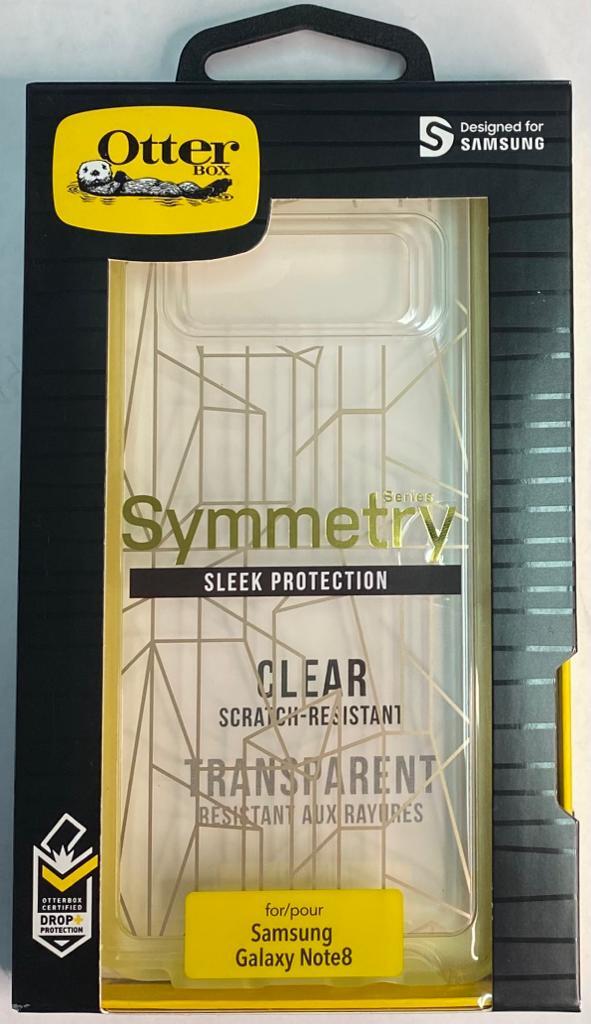 Otter
BOX
Designed for
SAMSUNG
Series
Symmetry
SLEEK PROTECTION
CLEAR
SCRATCH-RESISTANT
TRANSPARENT
RÉSISTANT AUX RAYURES
OTTERBOX
CERTIFIED
DROP+
PROTECTION
for/pour
Samsung
Galaxy Note8